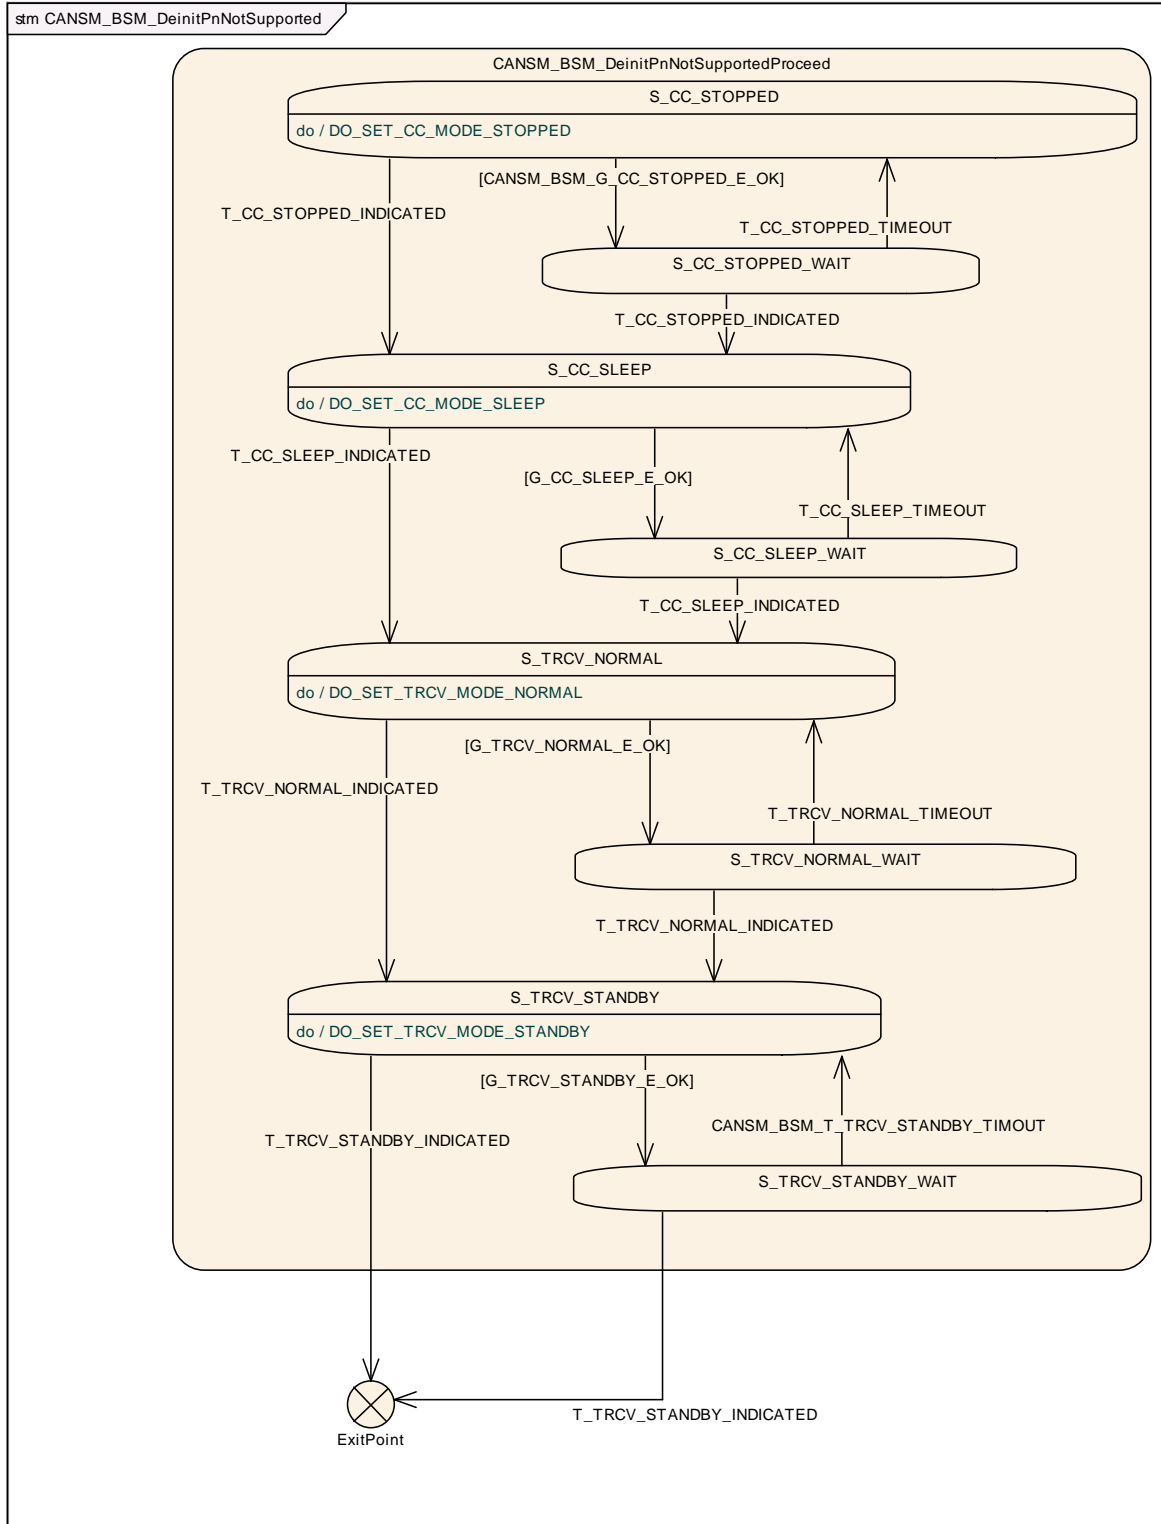 stm CANSM_BSM_DeinitPnNotSupported
CANSM_BSM_DeinitPnNotSupportedProceed
S_CC_STOPPED
do / DO_SET_CC_MODE_STOPPED
[CANSM_BSM_G_CC_STOPPED_E_OK]
T_CC_STOPPED_INDICATED
T_CC_STOPPED_TIMEOUT
S_CC_STOPPED_WAIT
T_CC_STOPPED_INDICATED
S_CC_SLEEP
do / DO_SET_CC_MODE_SLEEP
T_CC_SLEEP_INDICATED
[G_CC_SLEEP_E_OK]
T_CC_SLEEP_TIMEOUT
S_CC_SLEEP_WAIT
T_CC_SLEEP_INDICATED
S_TRCV_NORMAL
do / DO_SET_TRCV_MODE_NORMAL
[G_TRCV_NORMAL_E_OK]
T_TRCV_NORMAL_INDICATED
T_TRCV_NORMAL_TIMEOUT
S_TRCV_NORMAL_WAIT
T_TRCV_NORMAL_INDICATED
S_TRCV_STANDBY
do / DO_SET_TRCV_MODE_STANDBY
[G_TRCV_STANDBY_E_OK]
CANSM_BSM_T_TRCV_STANDBY_TIMOUT
T_TRCV_STANDBY_INDICATED
S_TRCV_STANDBY_WAIT
T_TRCV_STANDBY_INDICATED
ExitPoint